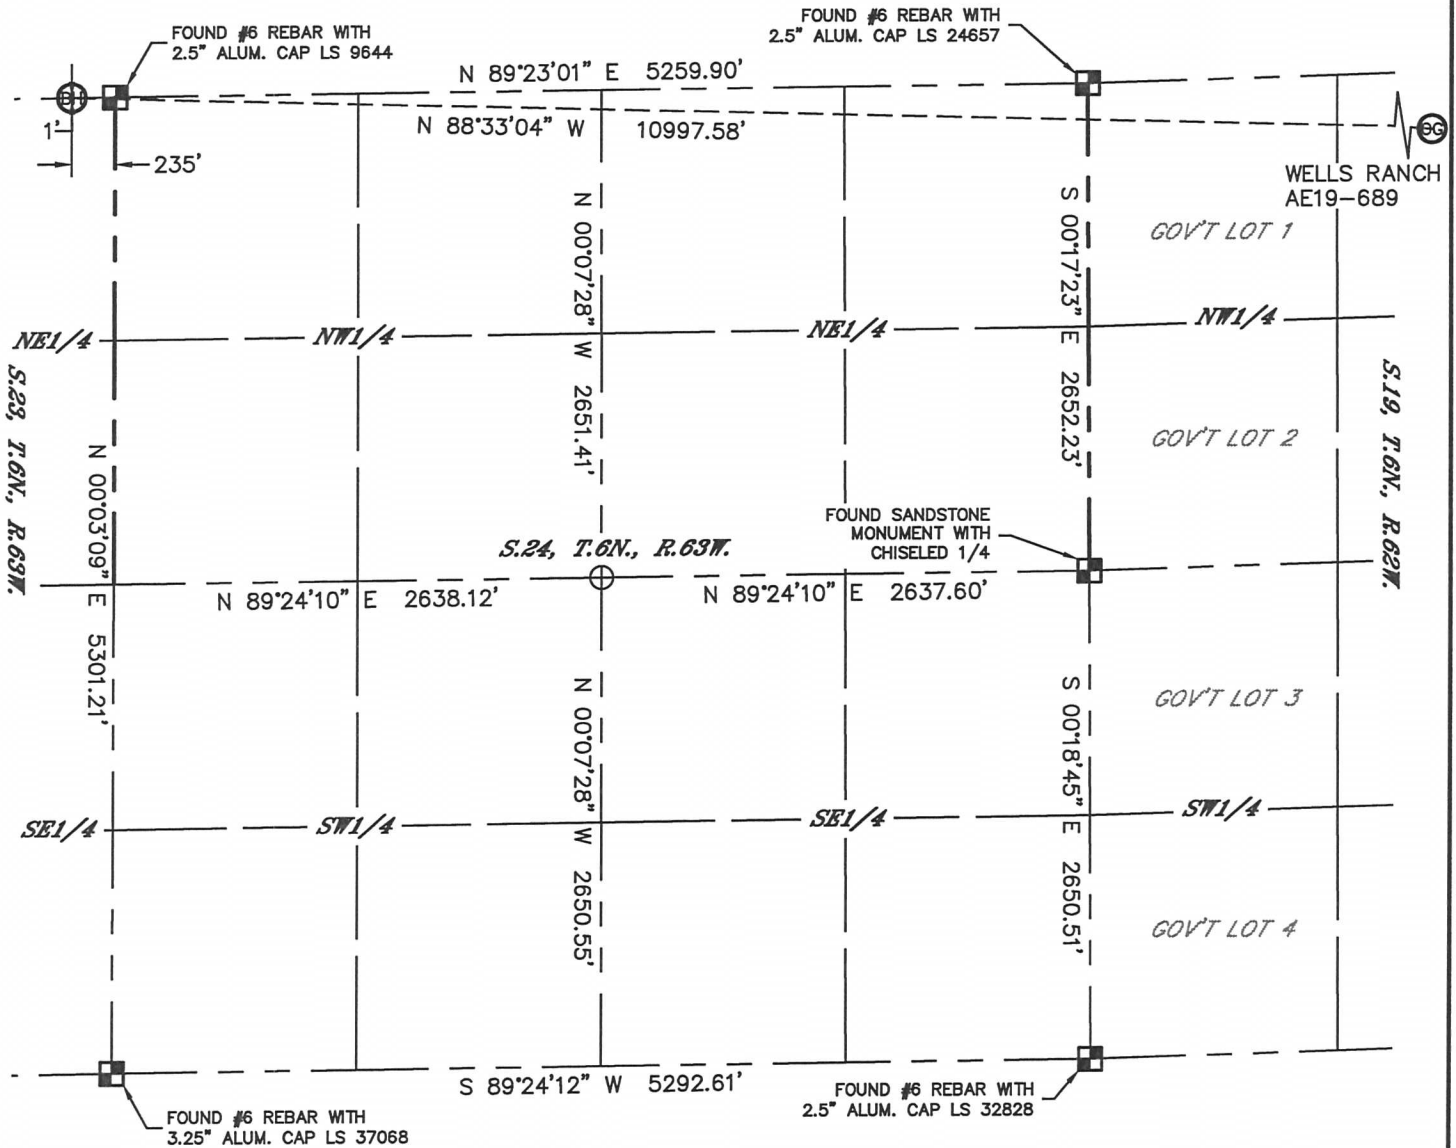 FOUND #6 REBAR WITH
2.5" ALUM. CAP LS 9644
FOUND #6 REBAR WITH
2.5" ALUM. CAP LS 24657
N 89°23'01" E 5259.90'
N 88°33'04" W 10997.58'
1'
235'
WELLS RANCH
AE19-689
GOV'T LOT 1
N 00°07'28" W 2651.41'
S 00°17'23" E 2652.23'
NE1/4
NW1/4
NE1/4
NW1/4
S.23, T.6N., R.63W.
S.19, T.6N., R.62W.
GOV'T LOT 2
N 00°03'09" E 5301.21'
FOUND SANDSTONE
MONUMENT WITH
CHISELED 1/4
S.24, T.6N., R.63W.
N 89°24'10" E 2638.12'
N 89°24'10" E 2637.60'
N 00°07'28" W 2650.55'
S 00°18'45" E 2650.51'
GOV'T LOT 3
SE1/4
SW1/4
SE1/4
SW1/4
GOV'T LOT 4
S 89°24'12" W 5292.61'
FOUND #6 REBAR WITH
3.25" ALUM. CAP LS 37068
FOUND #6 REBAR WITH
2.5" ALUM. CAP LS 32828